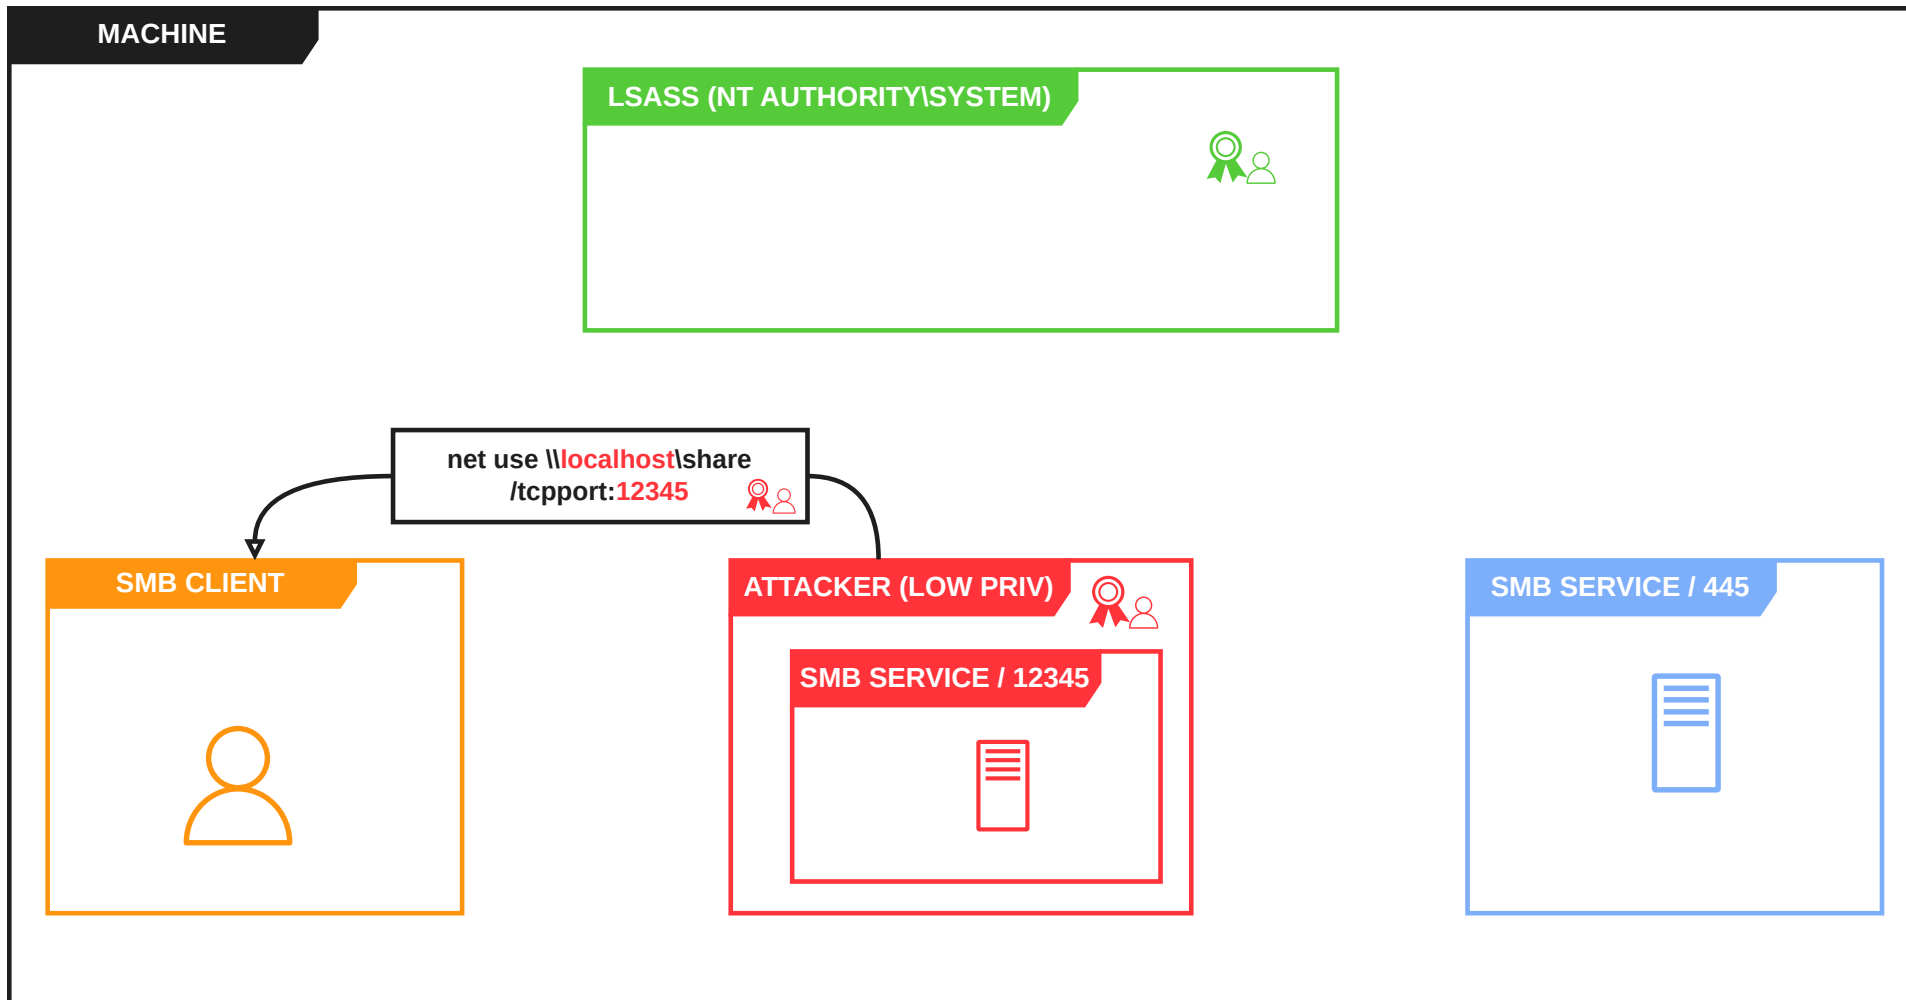 MACHINE
LSASS (NT AUTHORITY\SYSTEM)
net use \\localhost\share
/tcpport:12345
SMB CLIENT
ATTACKER (LOW PRIV)
SMB SERVICE / 12345
SMB SERVICE / 445